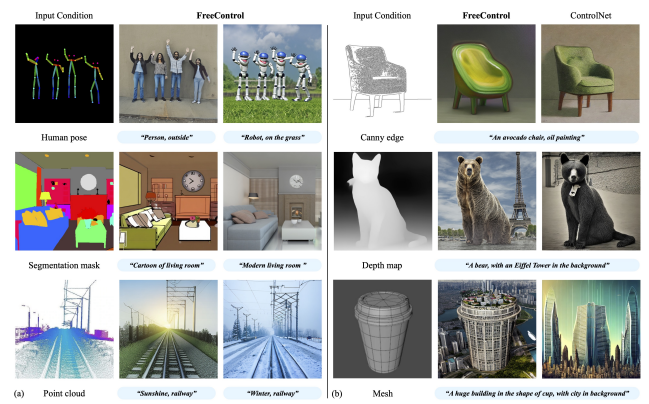 Input Condition FreeControl Input Condition FreeControl ControlNet
Human pose “Person, outside” “Robot, on the grass” Canny edge “An avocado chair, oil painting”
Segmentation mask “Cartoon of living room” “Modern living room ” Depth map “A bear, with an Eiffel Tower in the background”
(a) Point cloud “Sunshine, railway” “Winter, railway” (b) Mesh “A huge building in the shape of cup, with city in background”